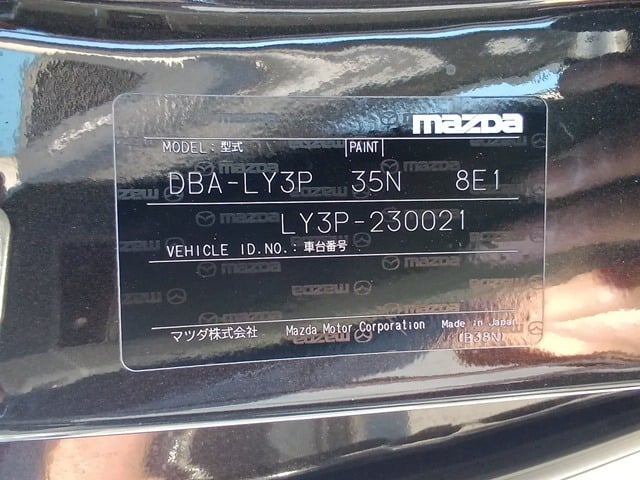 mazda
MODEL: 型式 PAINT
DBA-LY3P 35N 8E1
LY3P-230021
VEHICLE ID.NO.: 車台番号
マツダ株式会社 Mazda Motor Corporation Made in Japan
(B38N)